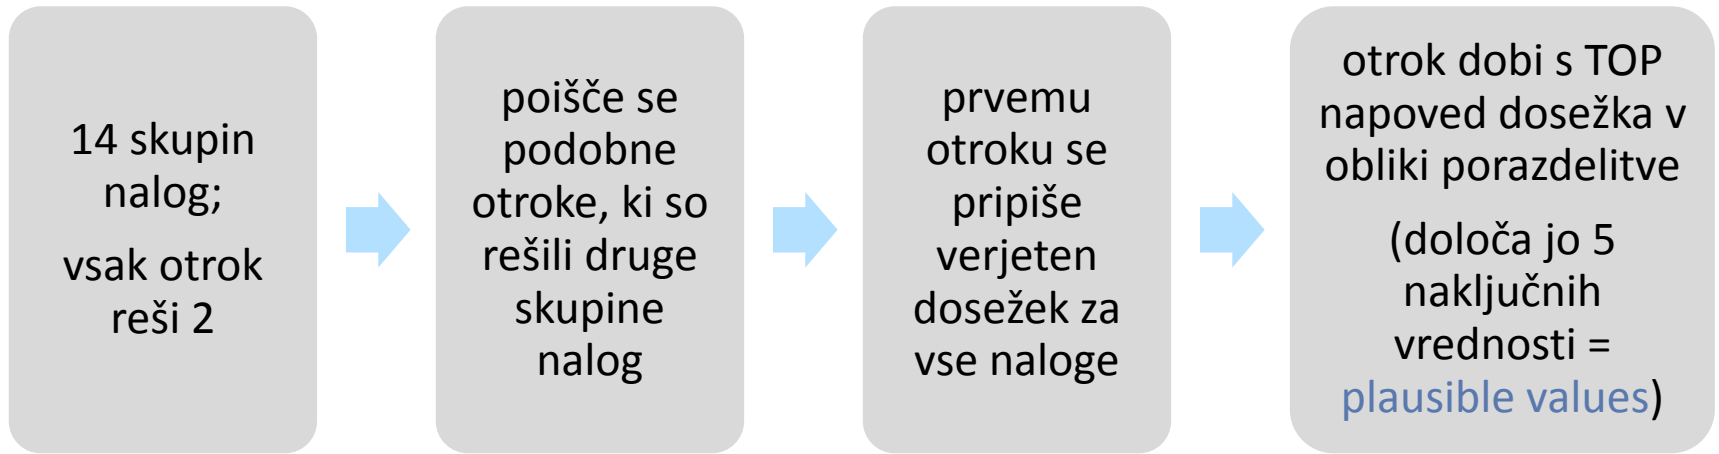 14 skupin
nalog;
vsak otrok
reši 2
poišče se
podobne
otroke, ki so
rešili druge
skupine
nalog
prvemu
otroku se
pripiše
verjeten
dosežek za
vse naloge
otrok dobi s TOP
napoved dosežka v
obliki porazdelitve
(določa jo 5
naključnih
vrednosti =
plausible values)